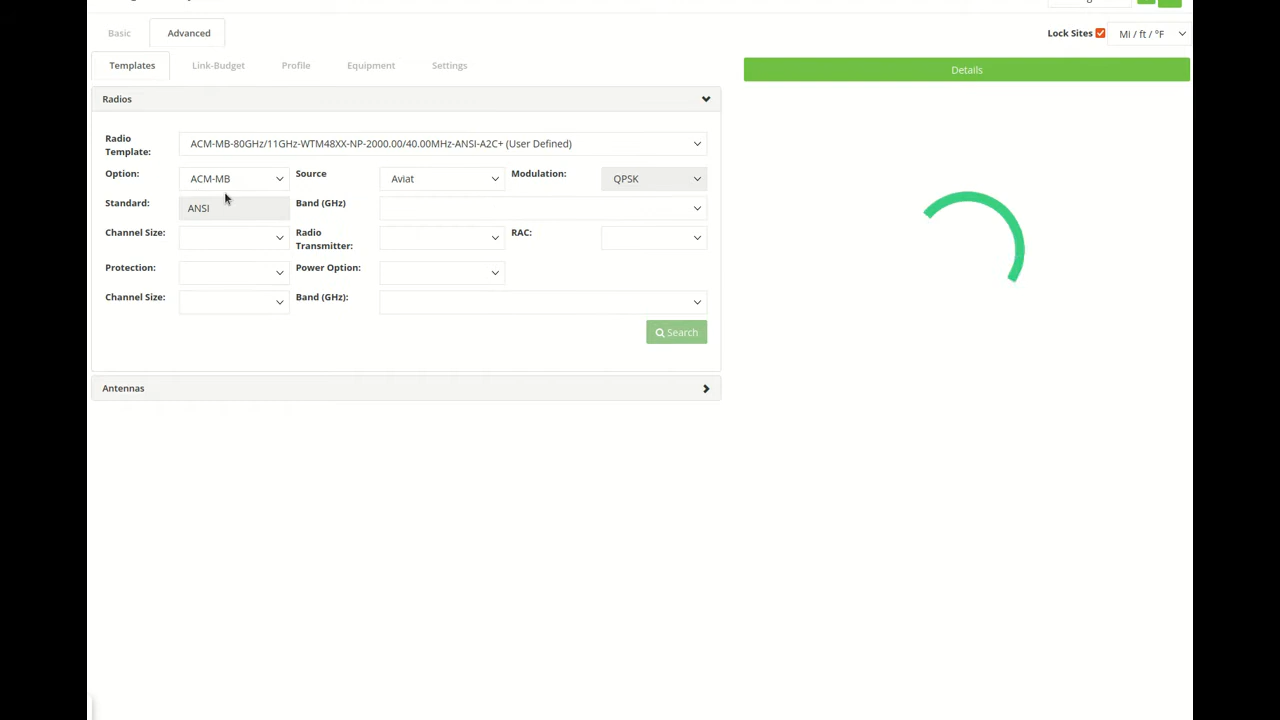 Basic
Advanced
Lock Sites
Mi / ft / °F
Templates
Link-Budget
Profile
Equipment
Settings
Details
Radios
Radio Template:
ACM-MB-80GHz/11GHz-WTM48XX-NP-2000.00/40.00MHz-ANSI-A2C+ (User Defined)
Option:
ACM-MB
Source
Aviat
Modulation:
QPSK
Standard:
ANSI
Band (GHz)
Channel Size:
Radio Transmitter:
RAC:
Protection:
Power Option:
Channel Size:
Band (GHz):
Search
Antennas